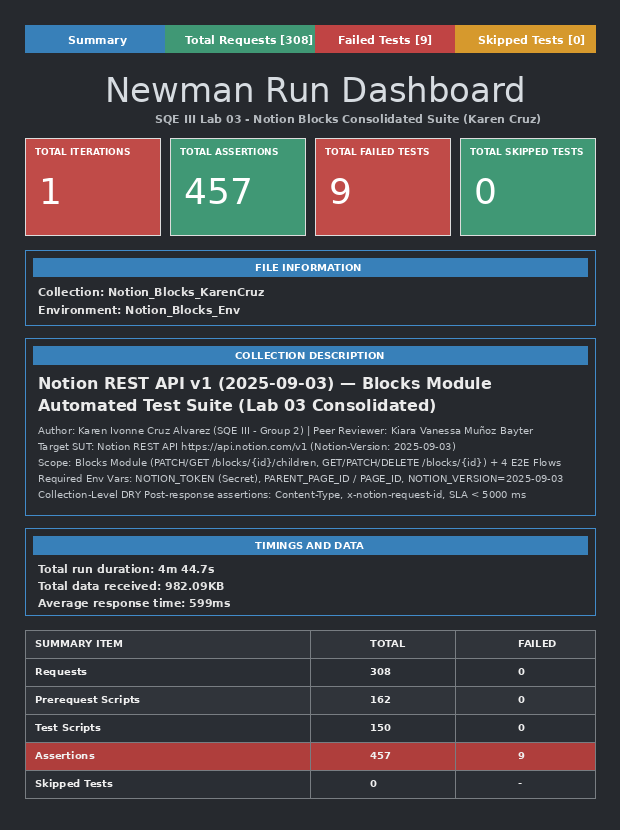 Summary
Total Requests [308]
Failed Tests [9]
Skipped Tests [0]
Newman Run Dashboard
SQE III Lab 03 - Notion Blocks Consolidated Suite (Karen Cruz)
TOTAL ITERATIONS
1
TOTAL ASSERTIONS
457
TOTAL FAILED TESTS
9
TOTAL SKIPPED TESTS
0
FILE INFORMATION
Collection: Notion_Blocks_KarenCruz
Environment: Notion_Blocks_Env
COLLECTION DESCRIPTION
Notion REST API v1 (2025-09-03) — Blocks Module
Automated Test Suite (Lab 03 Consolidated)
Author: Karen Ivonne Cruz Alvarez (SQE III - Group 2) | Peer Reviewer: Kiara Vanessa Muñoz Bayter
Target SUT: Notion REST API https://api.notion.com/v1 (Notion-Version: 2025-09-03)
Scope: Blocks Module (PATCH/GET /blocks/{id}/children, GET/PATCH/DELETE /blocks/{id}) + 4 E2E Flows
Required Env Vars: NOTION_TOKEN (Secret), PARENT_PAGE_ID / PAGE_ID, NOTION_VERSION=2025-09-03
Collection-Level DRY Post-response assertions: Content-Type, x-notion-request-id, SLA < 5000 ms
TIMINGS AND DATA
Total run duration: 4m 44.7s
Total data received: 982.09KB
Average response time: 599ms
SUMMARY ITEM TOTAL FAILED
Requests 308 0
Prerequest Scripts 162 0
Test Scripts 150 0
Assertions 457 9
Skipped Tests 0 -